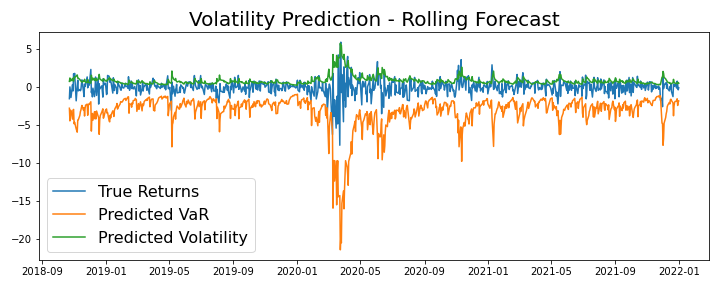 Volatility Prediction - Rolling Forecast
5
0
−5
−10
−15
−20
True Returns
Predicted VaR
Predicted Volatility
2018-09 2019-01 2019-05 2019-09 2020-01 2020-05 2020-09 2021-01 2021-05 2021-09 2022-01